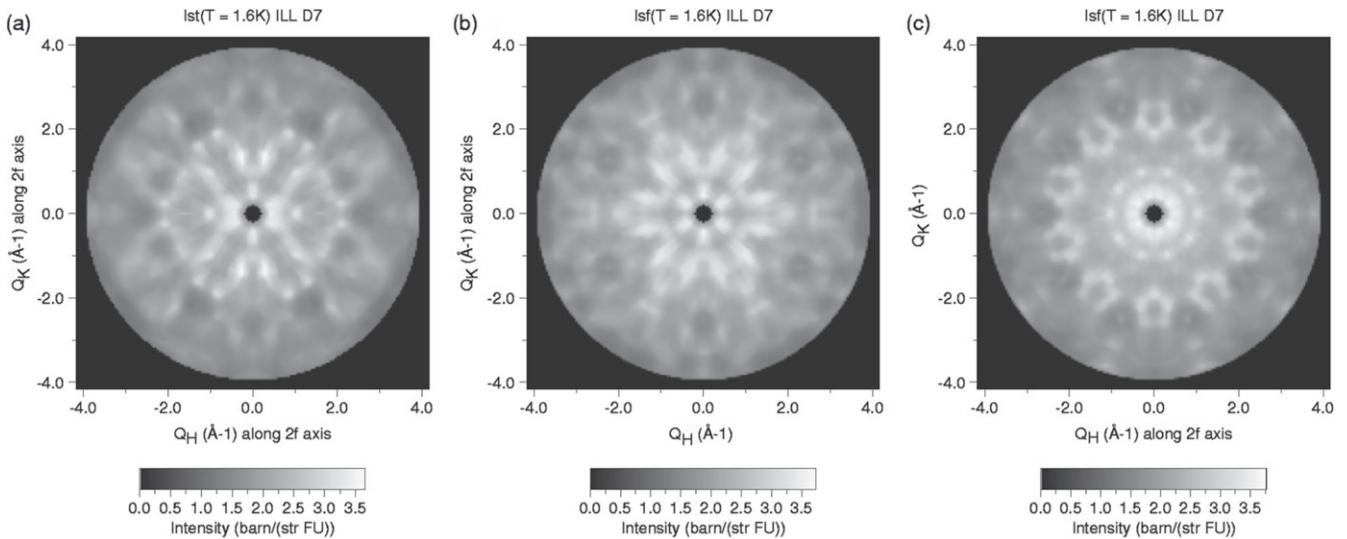 (a)
Ist(T = 1.6K) ILL D7
4.0
2.0
0.0
-2.0
-4.0
QK (Å-1) along 2f axis
-4.0 -2.0 0.0 2.0 4.0
QH (Å-1) along 2f axis
0.0 0.5 1.0 1.5 2.0 2.5 3.0 3.5
Intensity (barn/(str FU))
(b)
Isf(T = 1.6K) ILL D7
4.0
2.0
0.0
-2.0
-4.0
QK (Å-1) along 2f axis
-4.0 -2.0 0.0 2.0 4.0
QH (Å-1)
0.0 0.5 1.0 1.5 2.0 2.5 3.0 3.5
Intensity (barn/(str FU))
(c)
Isf(T = 1.6K) ILL D7
4.0
2.0
0.0
-2.0
-4.0
QK (Å-1)
-4.0 -2.0 0.0 2.0 4.0
QH (Å-1) along 2f axis
0.0 0.5 1.0 1.5 2.0 2.5 3.0 3.5
Intensity (barn/(str FU))